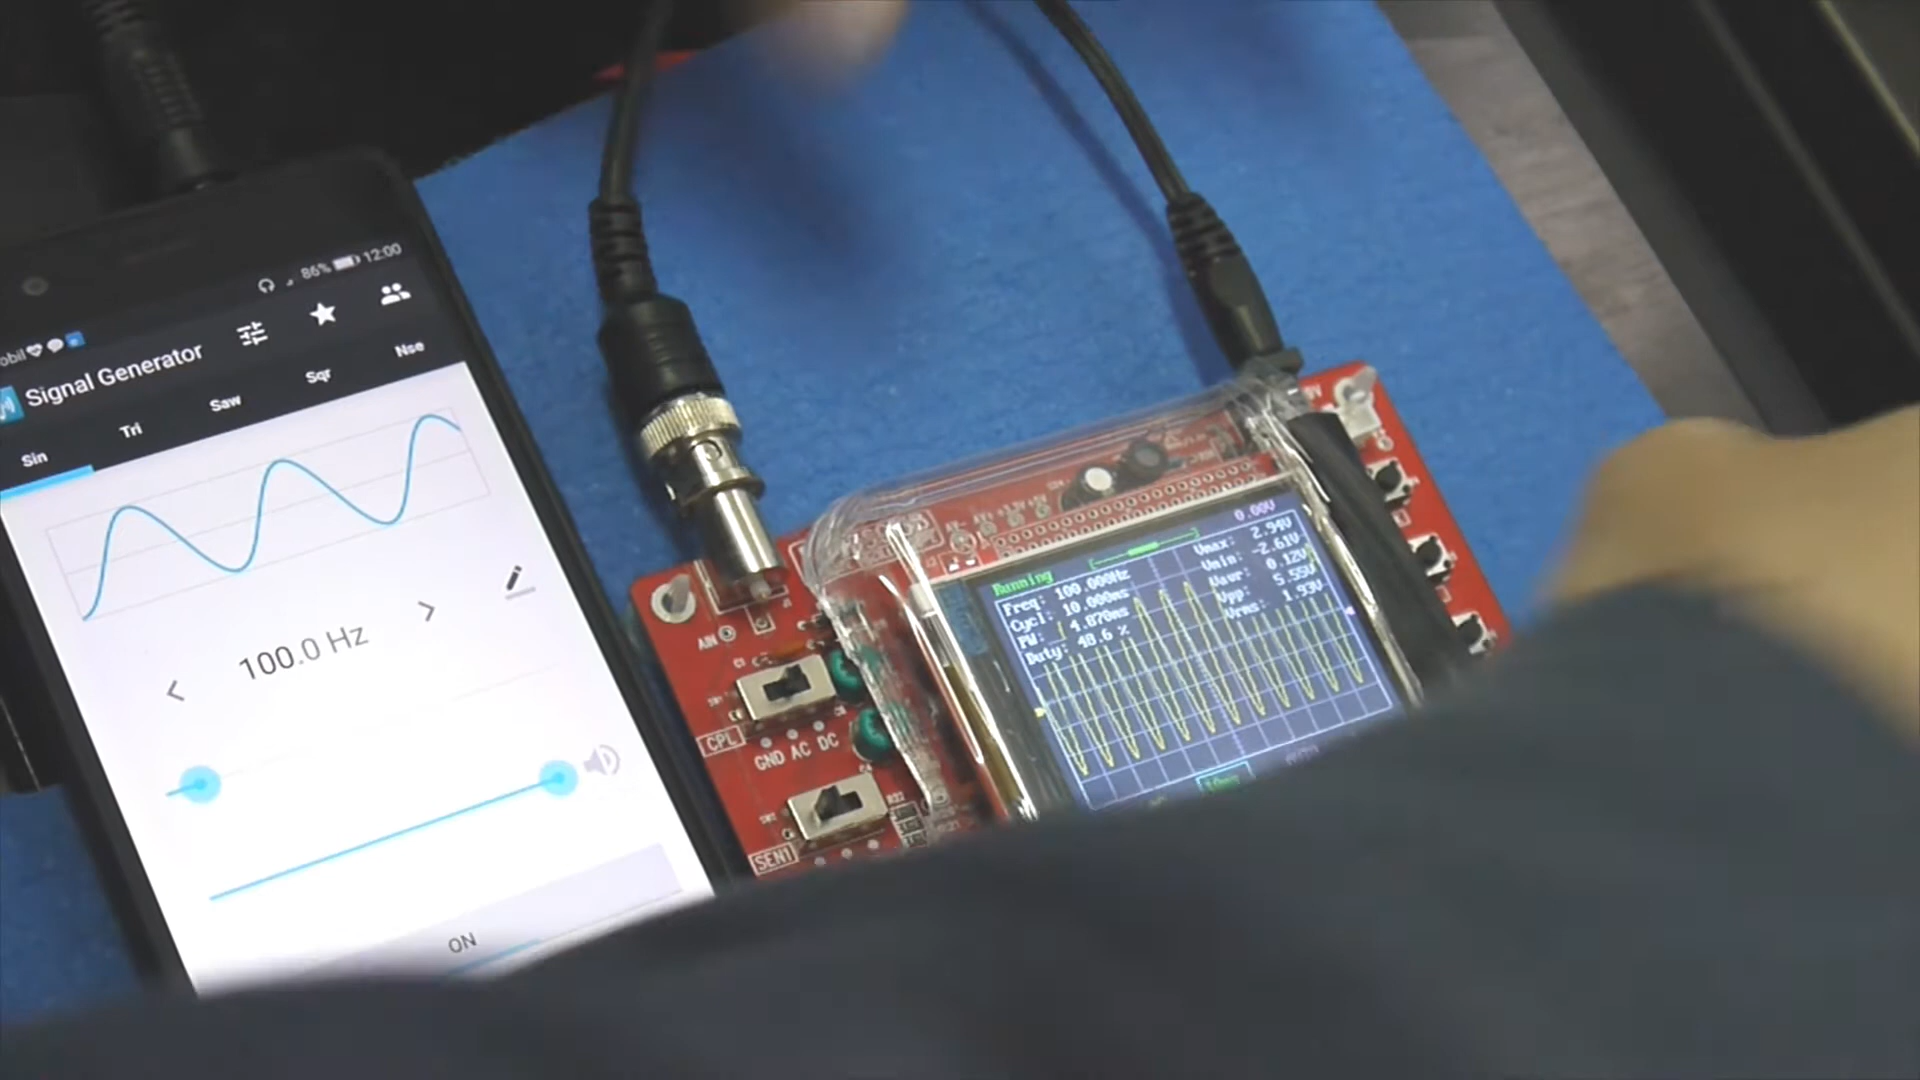 86% 12:00
obil
Signal Generator
Sin Tri Saw Sqr Nse
100.0 Hz
ON
AIN
CPL
GND AC DC
SEN1
0.00V
Running
Freq: 100.000Hz
Cycl: 10.000ms
PW: 4.870ms
Duty: 48.6 %
Vmax: 2.94V
Vmin: -2.61V
Vavr: 0.12V
Vpp: 5.55V
Vrms: 1.93V
10ms